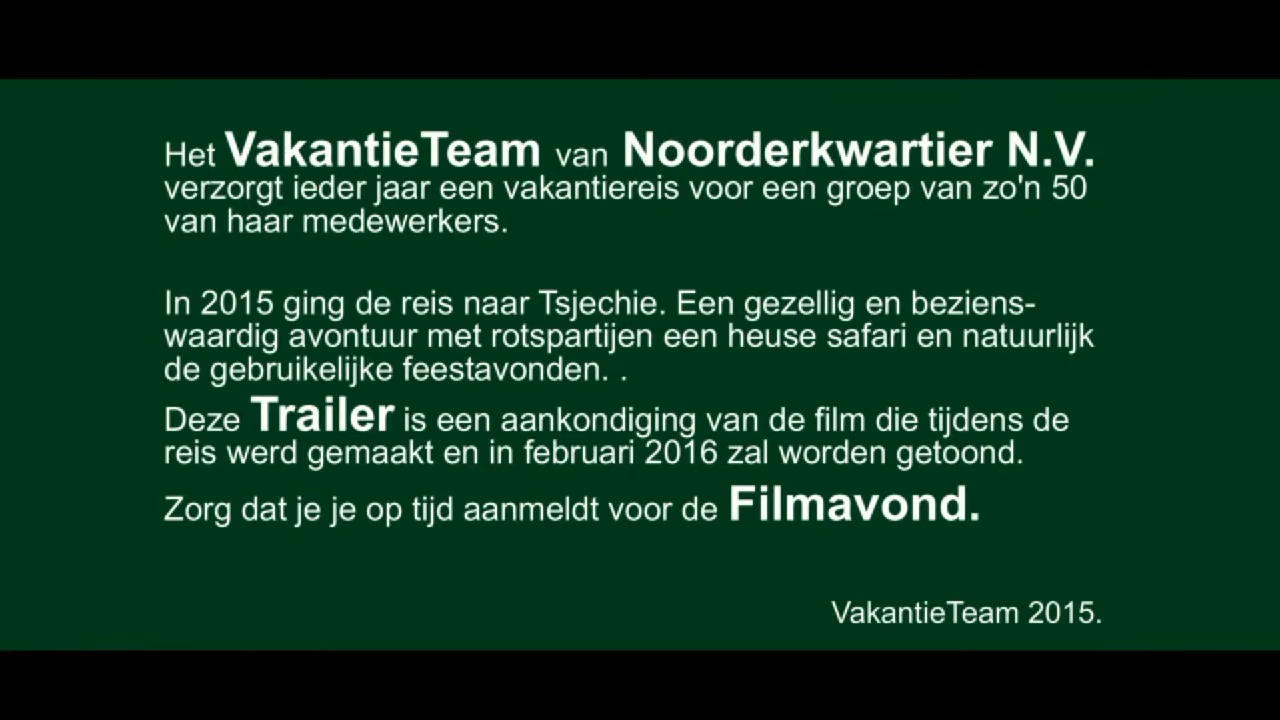 Het VakantieTeam van Noorderkwartier N.V.
verzorgt ieder jaar een vakantiereis voor een groep van zo'n 50
van haar medewerkers.
In 2015 ging de reis naar Tsjechie. Een gezellig en beziens-
waardig avontuur met rotspartijen een heuse safari en natuurlijk
de gebruikelijke feestavonden. .
Deze Trailer is een aankondiging van de film die tijdens de
reis werd gemaakt en in februari 2016 zal worden getoond.
Zorg dat je je op tijd aanmeldt voor de Filmavond.
VakantieTeam 2015.